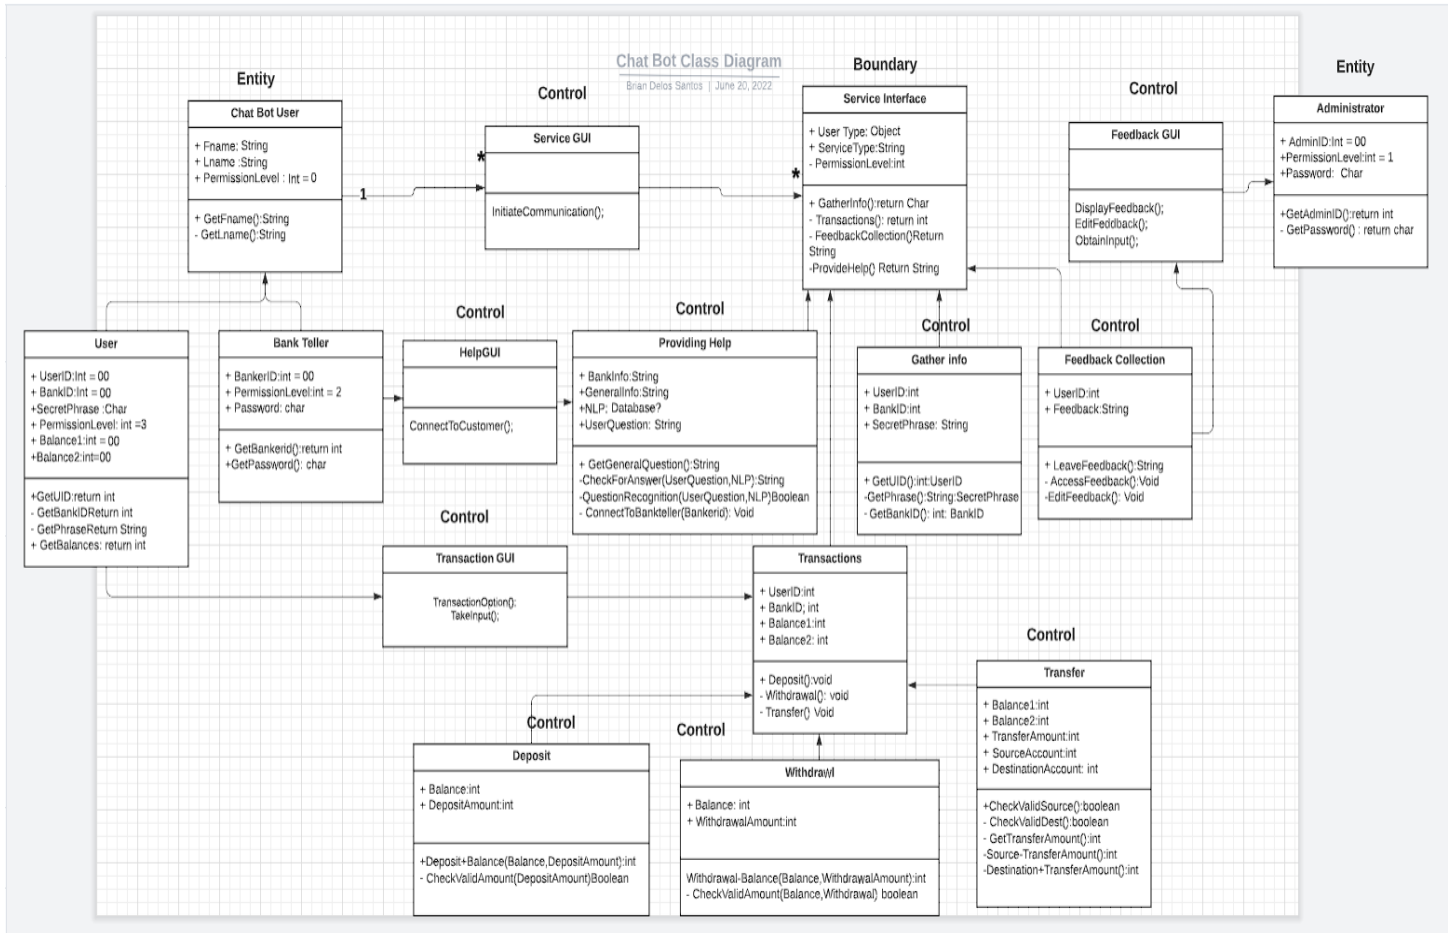 Chat Bot Class Diagram
Brian Delos Santos | June 20, 2022
Entity
Chat Bot User
+ Fname: String
+ Lname :String
+ PermissionLevel : Int = 0
+ GetFname():String
- GetLname():String
1
Control
Service GUI
*
InitiateCommunication();
Boundary
Service Interface
+ User Type: Object
+ ServiceType:String
- PermissionLevel:int
*
+ GatherInfo():return Char
- Transactions(): return int
- FeedbackCollection()Return
String
-ProvideHelp() Return String
Control
Feedback GUI
DisplayFeedback();
EditFeddback();
ObtainInput();
Entity
Administrator
+ AdminID:Int = 00
+PermissionLevel:int = 1
+Password: Char
+GetAdminID():return int
- GetPassword() : return char
User
+ UserID:Int = 00
+ BankID:Int = 00
+SecretPhrase :Char
+ PermissionLevel: int =3
+ Balance1:int = 00
+Balance2:int=00
+GetUID:return int
- GetBankIDReturn int
- GetPhraseReturn String
+ GetBalances: return int
Bank Teller
+ BankerID:int = 00
+ PermissionLevel:int = 2
+ Password: char
+ GetBankerid():return int
+GetPassword(): char
Control
HelpGUI
ConnectToCustomer();
Control
Providing Help
+ BankInfo:String
+GeneralInfo:String
+NLP: Database?
+UserQuestion: String
+ GetGeneralQuestion():String
-CheckForAnswer(UserQuestion,NLP):String
-QuestionRecognition(UserQuestion,NLP)Boolean
- ConnectToBankteller(Bankerid): Void
Control
Gather info
+ UserID:int
+ BankID:int
+ SecretPhrase: String
+ GetUID():int:UserID
-GetPhrase():String:SecretPhrase
- GetBankID(): int: BankID
Control
Feedback Collection
+ UserID:int
+ Feedback:String
+ LeaveFeedback():String
- AccessFeedback():Void
-EditFeedback(): Void
Control
Transaction GUI
TransactionOption():
TakeInput();
Transactions
+ UserID:int
+ BankID; int
+ Balance1:int
+ Balance2: int
+ Deposit():void
- Withdrawal(): void
- Transfer() Void
Control
Transfer
+ Balance1:int
+ Balance2:int
+ TransferAmount:int
+ SourceAccount:int
+ DestinationAccount: int
+CheckValidSource():boolean
- CheckValidDest():boolean
- GetTransferAmount():int
-Source-TransferAmount():int
-Destination+TransferAmount():int
Control
Deposit
+ Balance:int
+ DepositAmount:int
+Deposit+Balance(Balance,DepositAmount):int
- CheckValidAmount(DepositAmount)Boolean
Control
Withdrawl
+ Balance: int
+ WithdrawalAmount:int
Withdrawal-Balance(Balance,WithdrawalAmount):int
- CheckValidAmount(Balance,Withdrawal) boolean